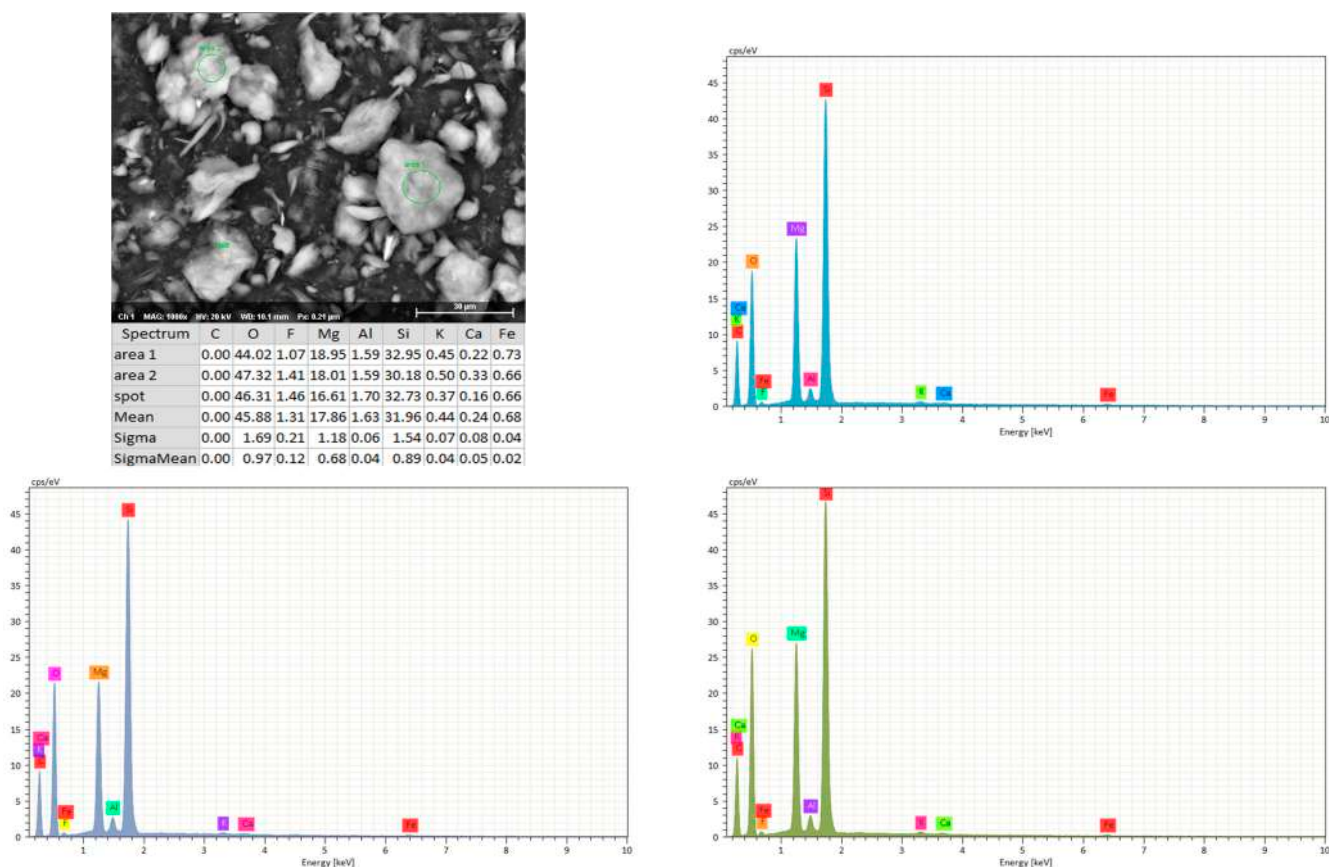 area 2
area 1
spot
Ch 1 MAG: 1000x HV: 20 kV WD: 10.1 mm Px: 0.21 µm
30 µm
Spectrum C O F Mg Al Si K Ca Fe
area 1 0.00 44.02 1.07 18.95 1.59 32.95 0.45 0.22 0.73
area 2 0.00 47.32 1.41 18.01 1.59 30.18 0.50 0.33 0.66
spot 0.00 46.31 1.46 16.61 1.70 32.73 0.37 0.16 0.66
Mean 0.00 45.88 1.31 17.86 1.63 31.96 0.44 0.24 0.68
Sigma 0.00 1.69 0.21 1.18 0.06 1.54 0.07 0.08 0.04
SigmaMean 0.00 0.97 0.12 0.68 0.04 0.89 0.04 0.05 0.02
cps/eV
45
40
35
30
25
20
15
10
5
0
Si
Mg
O
Ca
K
C
Fe
F
Al
K
Ca
Fe
1 2 3 4 5 6 7 8 9 10
Energy [keV]
cps/eV
45
40
35
30
25
20
15
10
5
0
Si
O
Mg
Ca
K
C
Fe
F
Al
K
Ca
Fe
1 2 3 4 5 6 7 8 9 10
Energy [keV]
cps/eV
45
40
35
30
25
20
15
10
5
0
Si
O
Mg
Ca
K
C
Fe
F
Al
K
Ca
Fe
1 2 3 4 5 6 7 8 9 10
Energy [keV]